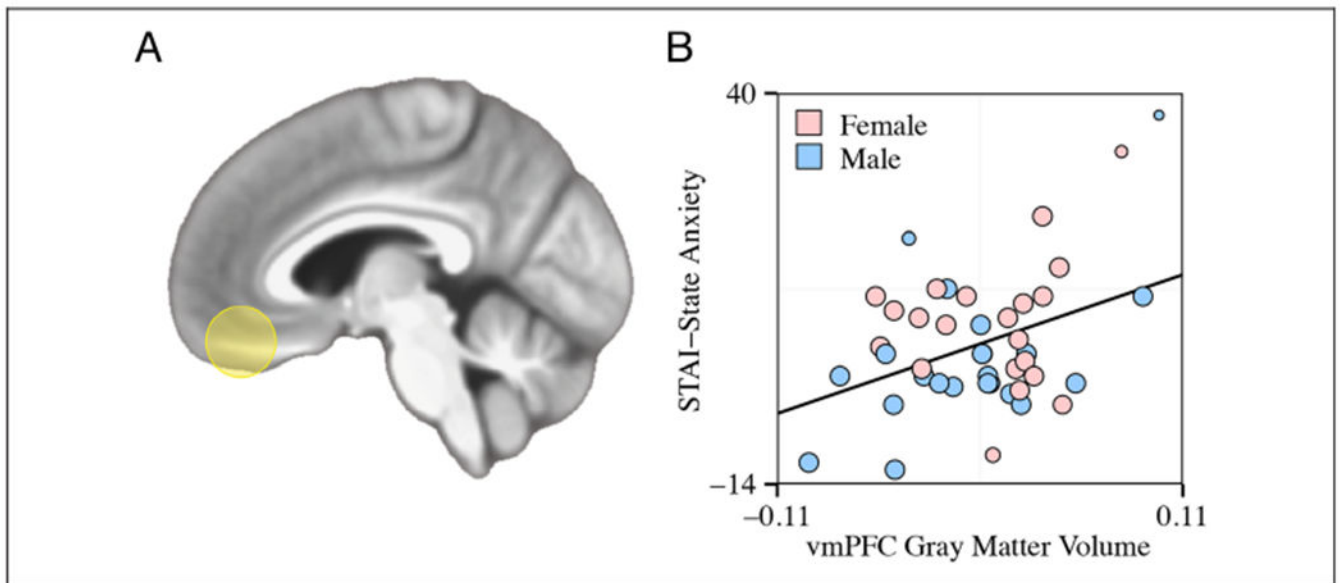 A
B
40
Female
Male
STAI–State Anxiety
–14
–0.11
0.11
vmPFC Gray Matter Volume